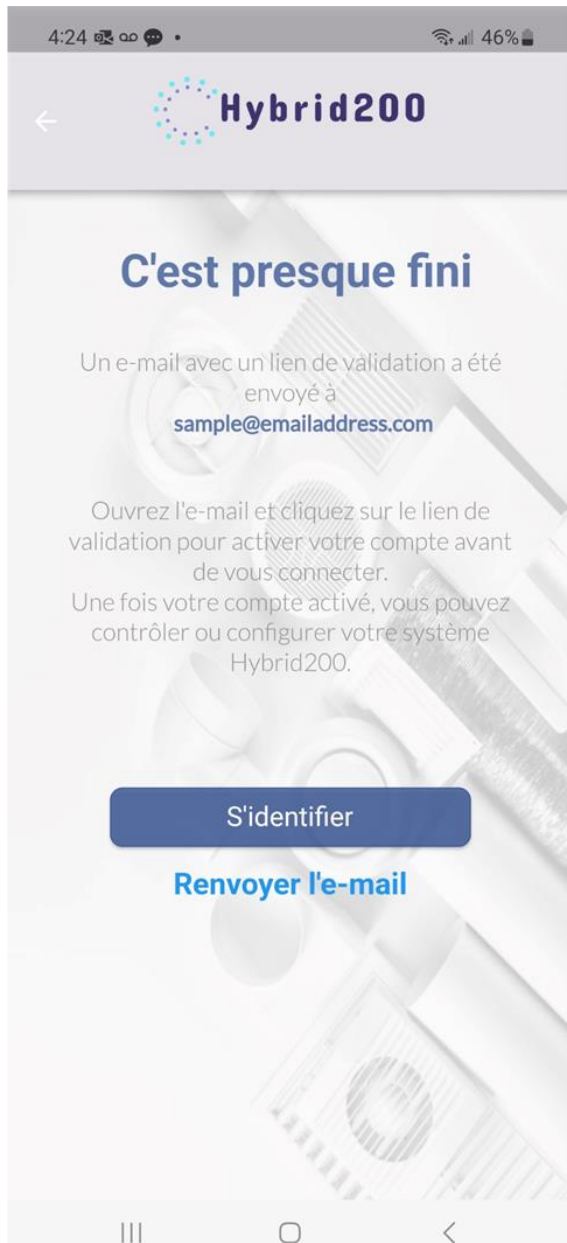 4:24
46%
Hybrid200
C'est presque fini
Un e-mail avec un lien de validation a été
envoyé à
sample@emailaddress.com
Ouvrez l'e-mail et cliquez sur le lien de
validation pour activer votre compte avant
de vous connecter.
Une fois votre compte activé, vous pouvez
contrôler ou configurer votre système
Hybrid200.
S'identifier
Renvoyer l'e-mail